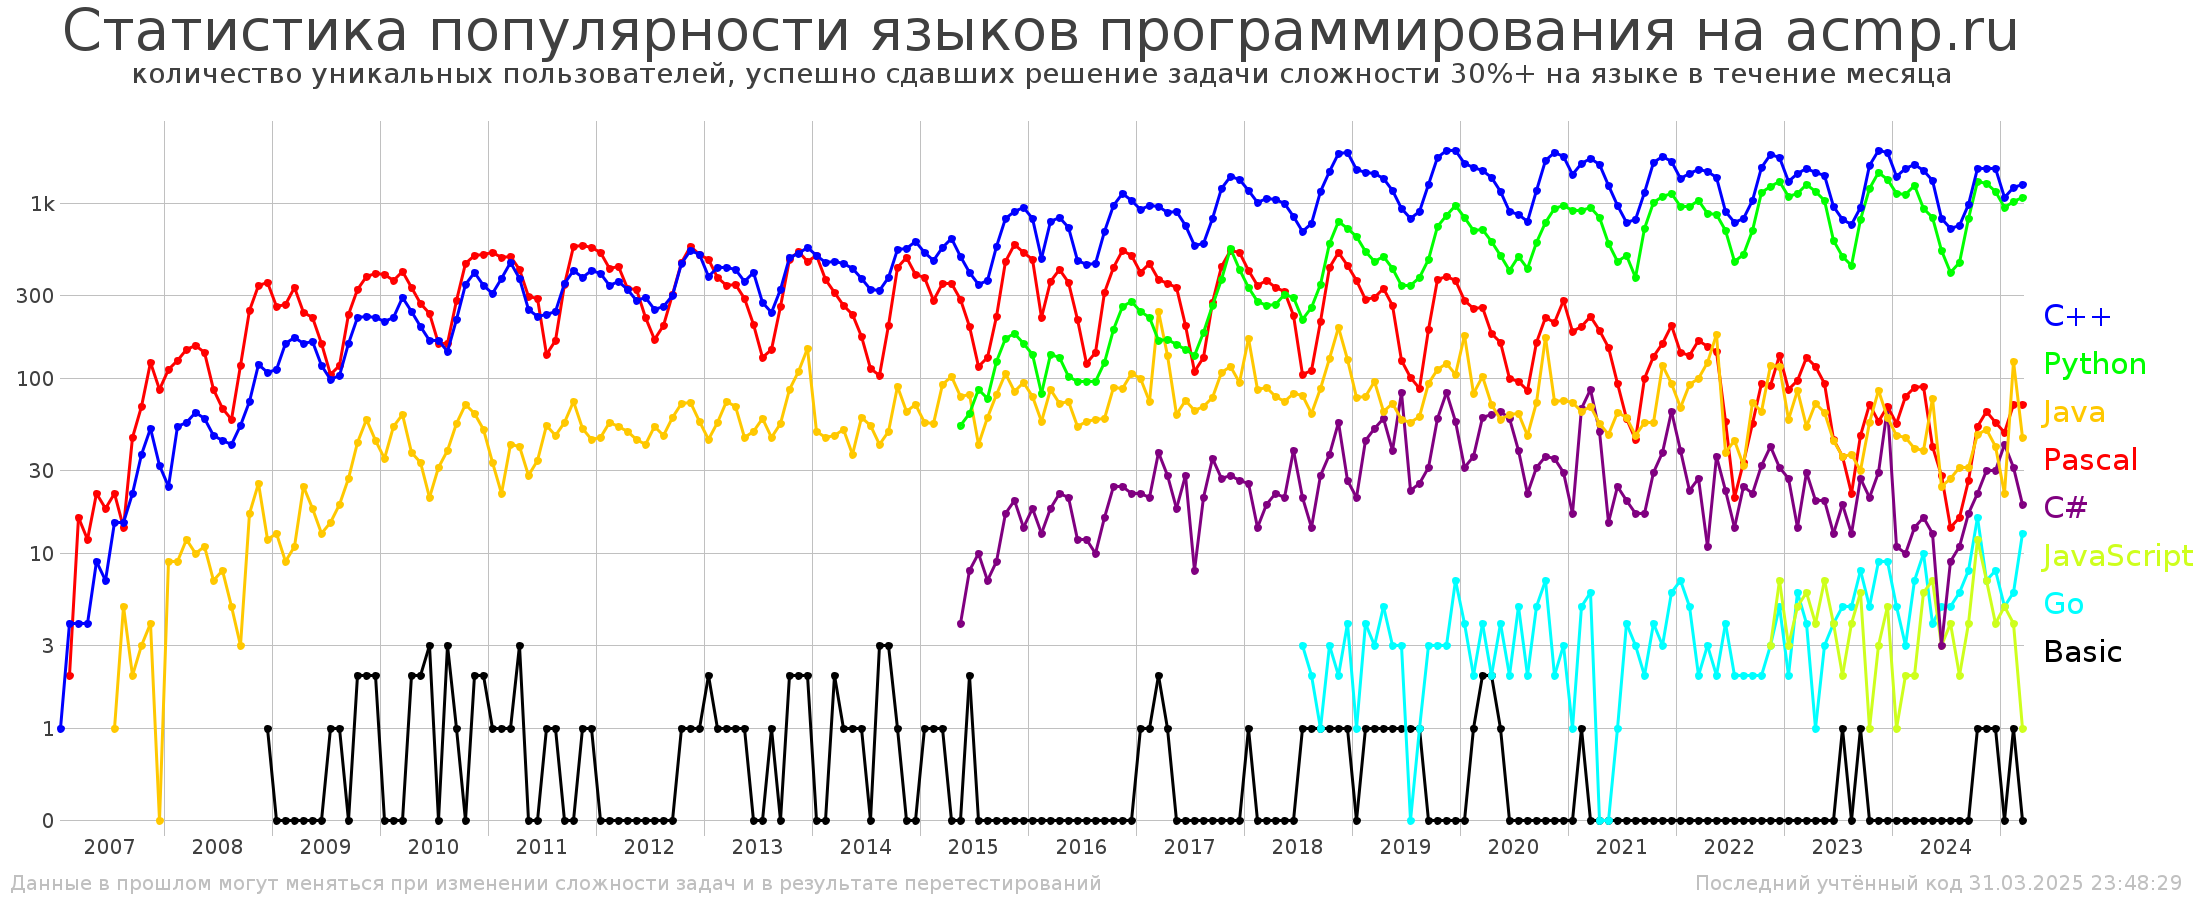 Статистика популярности языков программирования на acmp.ru
количество уникальных пользователей, успешно сдавших решение задачи сложности 30%+ на языке в течение месяца
1k
300
100
30
10
3
1
0
C++
Python
Java
Pascal
C#
JavaScript
Go
Basic
2007 2008 2009 2010 2011 2012 2013 2014 2015 2016 2017 2018 2019 2020 2021 2022 2023 2024
Данные в прошлом могут меняться при изменении сложности задач и в результате перетестирований
Последний учтённый код 31.03.2025 23:48:29